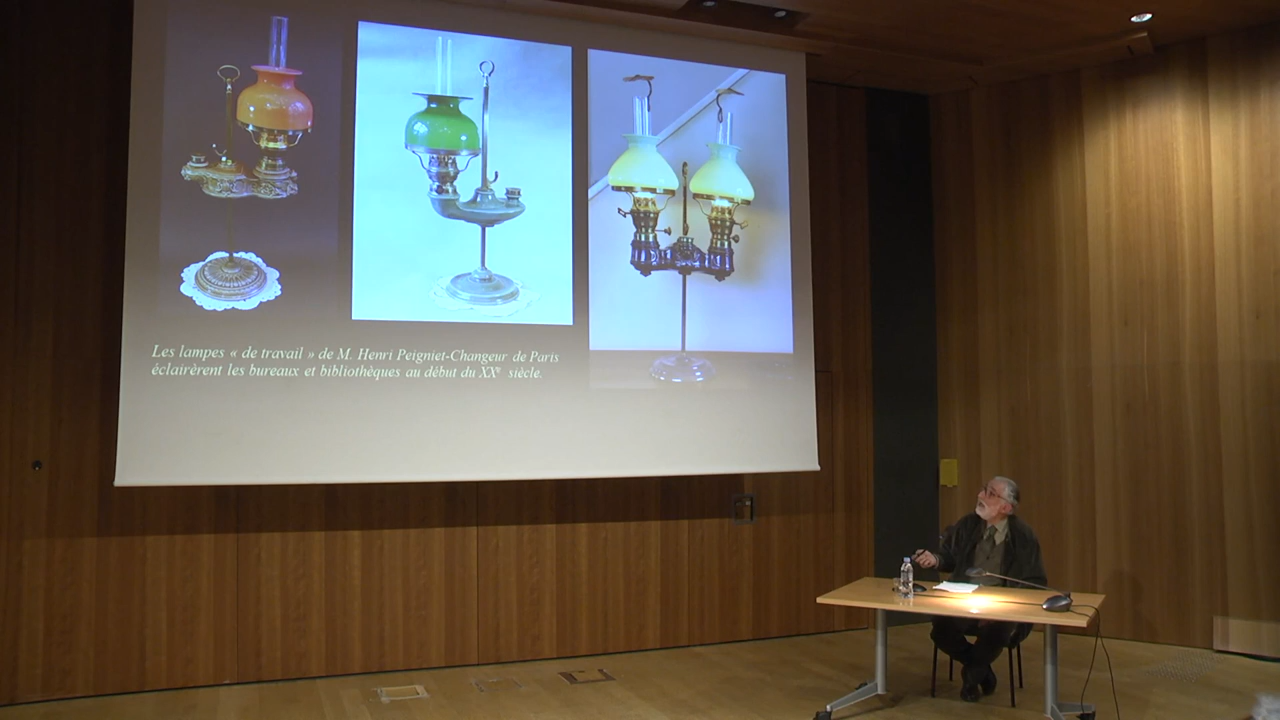 Les lampes « de travail » de M. Henri Peigniet-Changeur de Paris
éclairèrent les bureaux et bibliothèques au début du XXᵉ siècle.